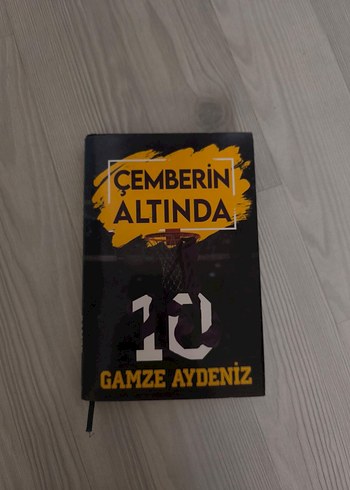 ÇEMBERİN
ALTINDA
10
GAMZE AYDENİZ